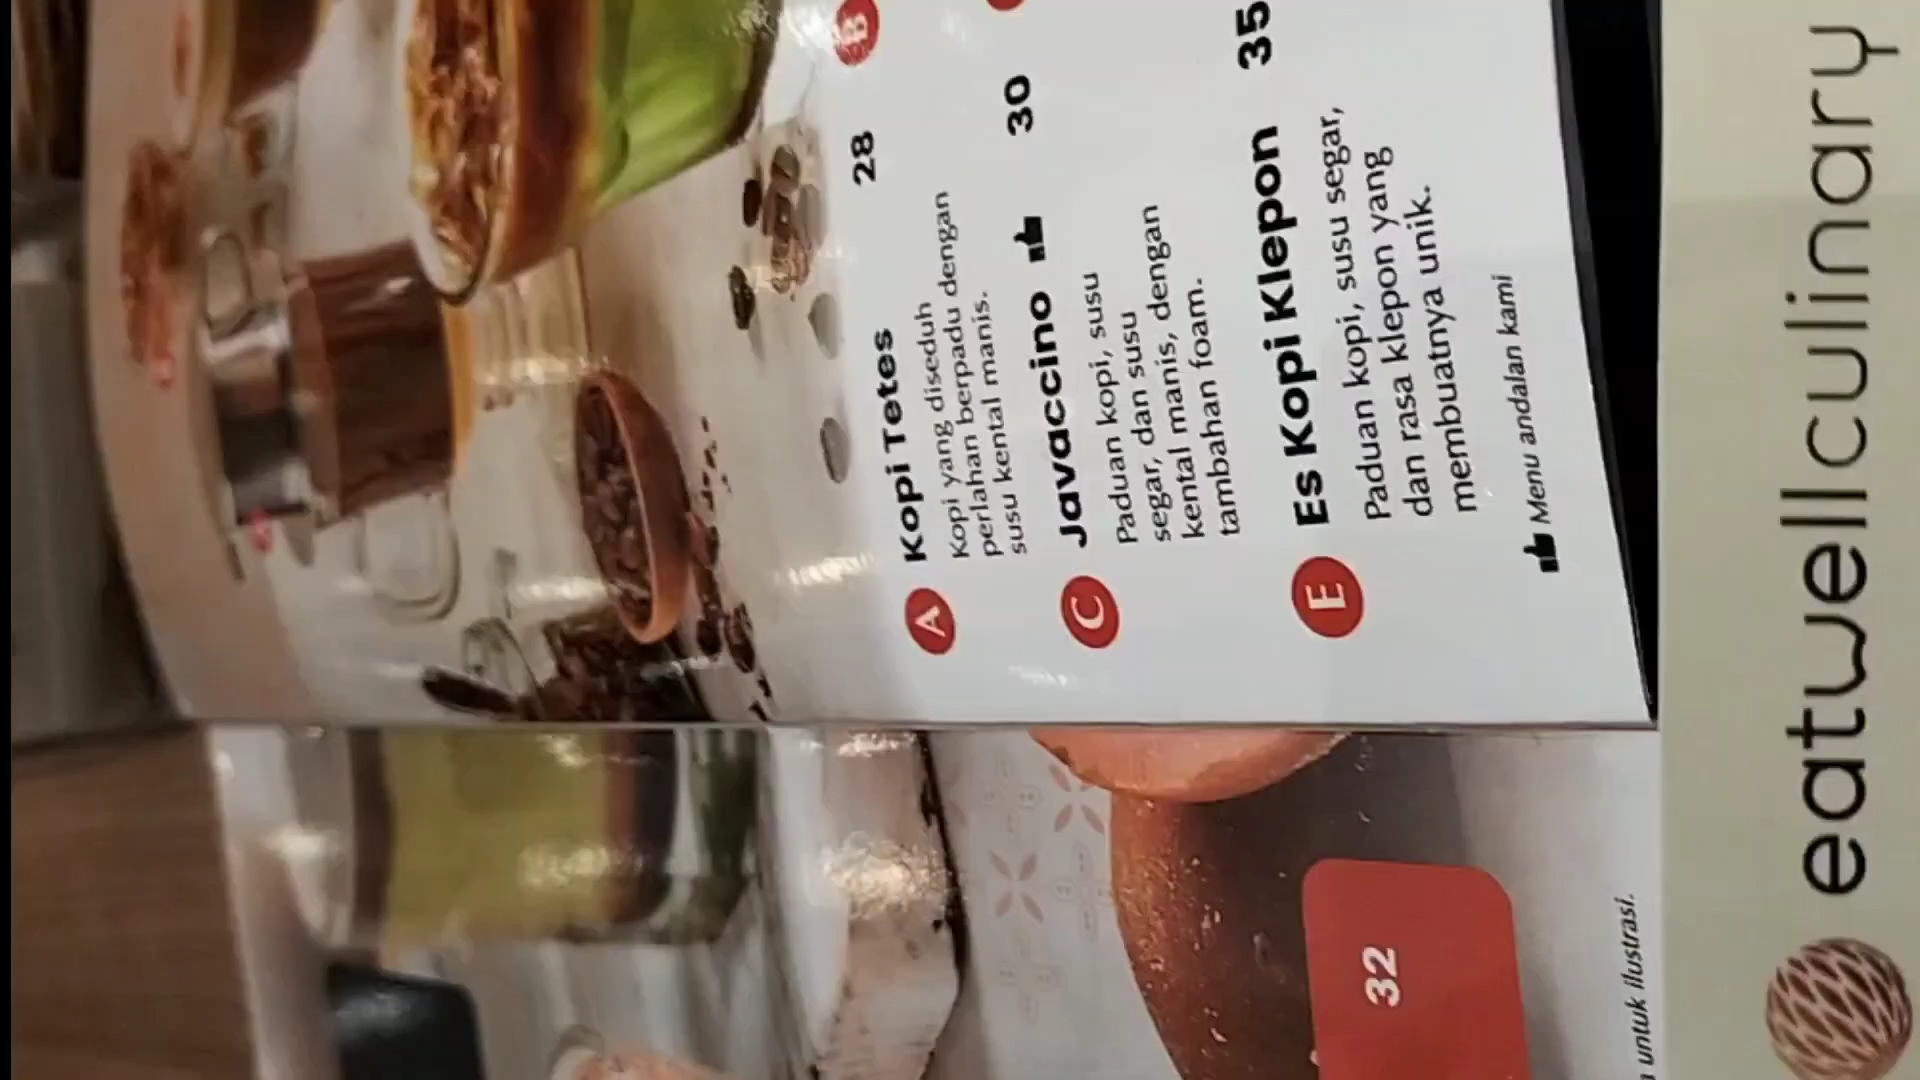 A
Kopi Tetes 28
Kopi yang diseduh
perlahan berpadu dengan
susu kental manis.
B
C
Javaccino 30
Paduan kopi, susu
segar, dan susu
kental manis, dengan
tambahan foam.
E
Es Kopi Klepon 35
Paduan kopi, susu segar,
dan rasa klepon yang
membuatnya unik.
Menu andalan kami
32
untuk ilustrasi.
eatwellculinary